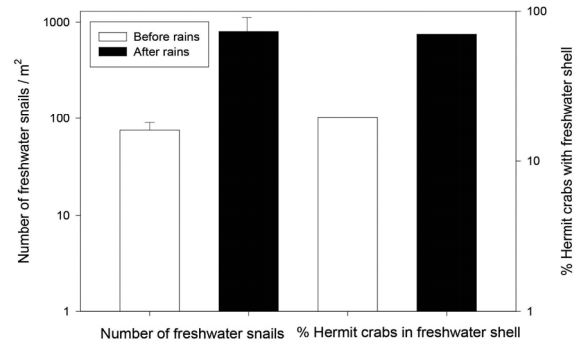 Before rains
After rains
Number of freshwater snails / m²
1000
100
10
1
% Hermit crabs with freshwater shell
100
10
1
Number of freshwater snails
% Hermit crabs in freshwater shell